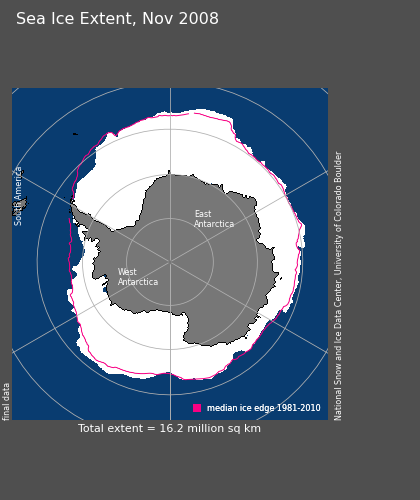 Sea Ice Extent, Nov 2008
South America
East
Antarctica
West
Antarctica
National Snow and Ice Data Center, University of Colorado Boulder
final data
median ice edge 1981-2010
Total extent = 16.2 million sq km